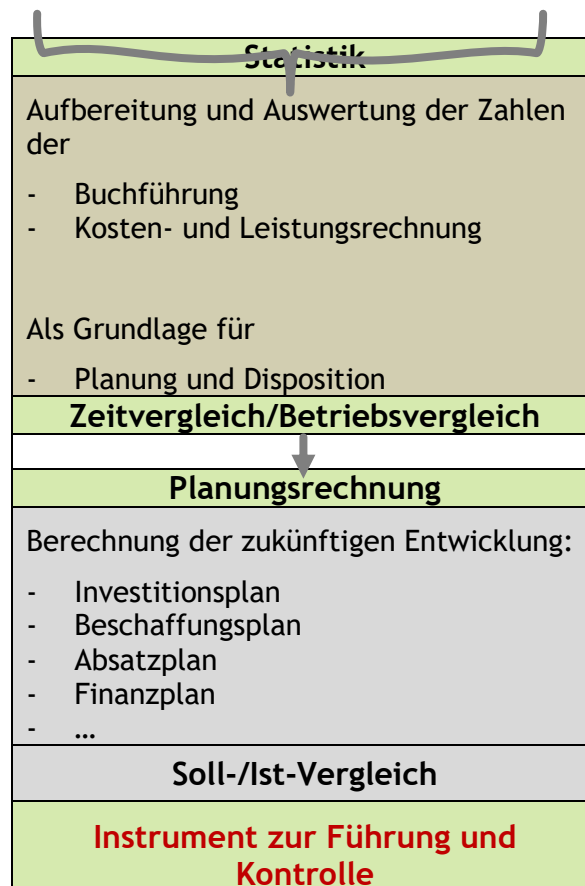 Statistik
Aufbereitung und Auswertung der Zahlen
der
- Buchführung
- Kosten- und Leistungsrechnung
Als Grundlage für
- Planung und Disposition
Zeitvergleich/Betriebsvergleich
Planungsrechnung
Berechnung der zukünftigen Entwicklung:
- Investitionsplan
- Beschaffungsplan
- Absatzplan
- Finanzplan
- …
Soll-/Ist-Vergleich
Instrument zur Führung und
Kontrolle